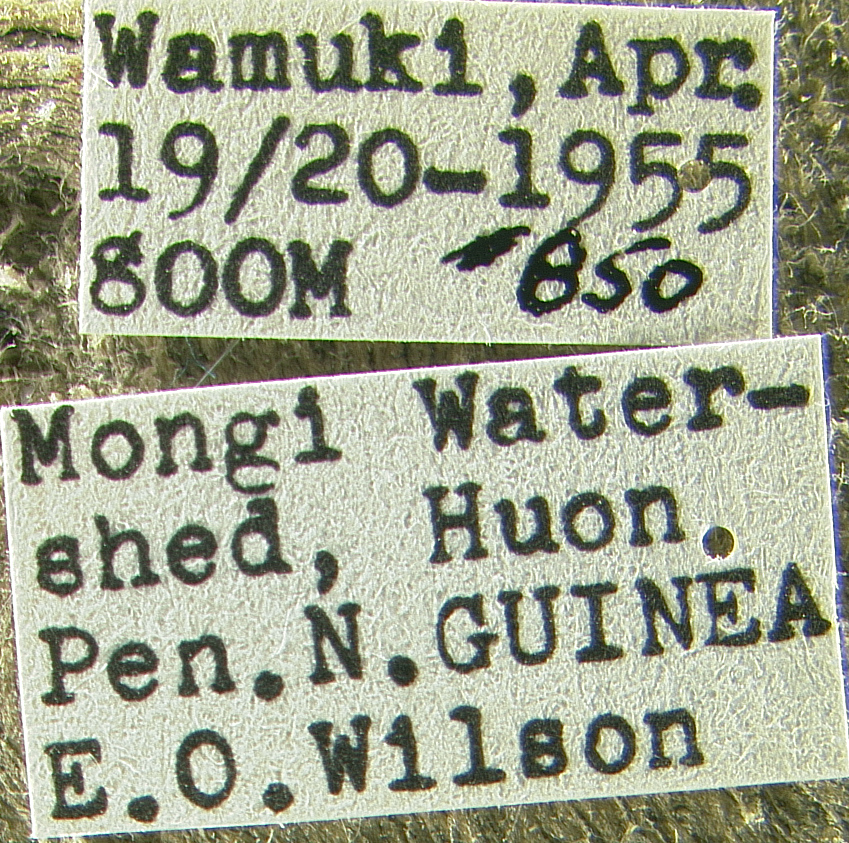 Wamuki, Apr.
19/20-1955
800M - 850
Mongi Water-
shed, Huon
Pen.N.GUINEA
E.O.Wilson